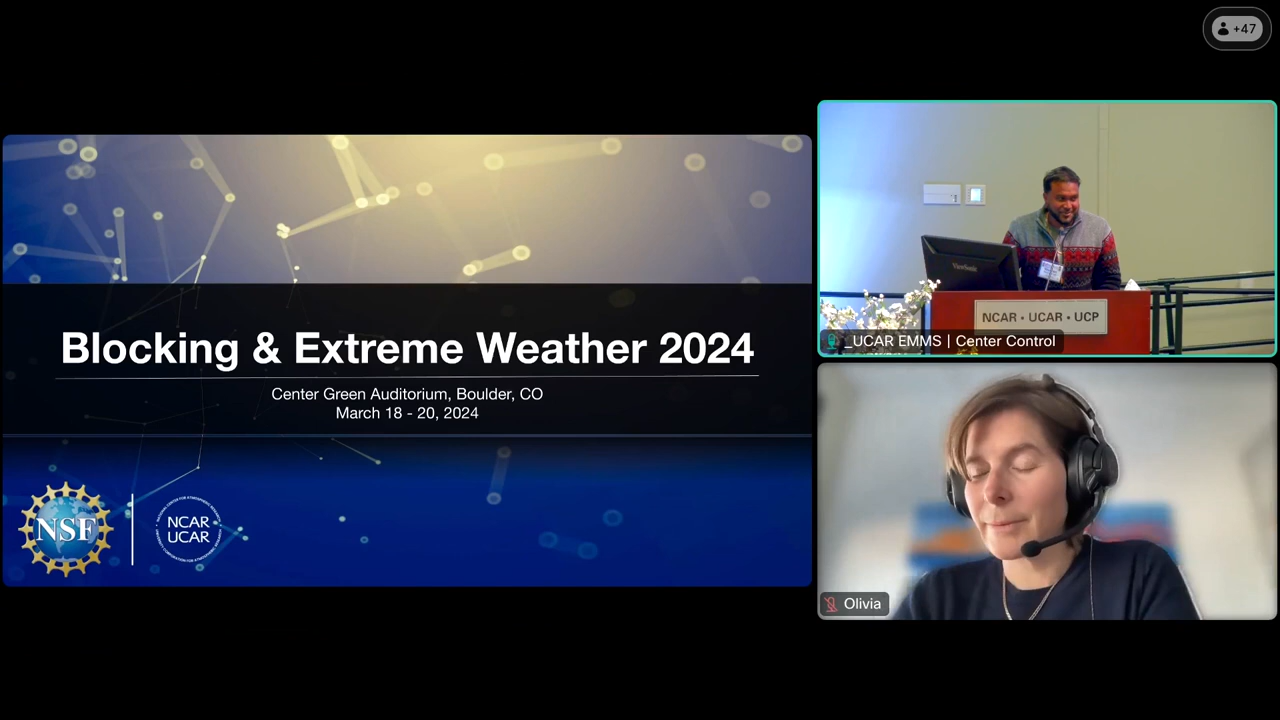 +47
Blocking & Extreme Weather 2024
Center Green Auditorium, Boulder, CO
March 18 - 20, 2024
NSF
NCAR
UCAR
ViewSonic
NCAR • UCAR • UCP
_UCAR EMMS | Center Control
Olivia